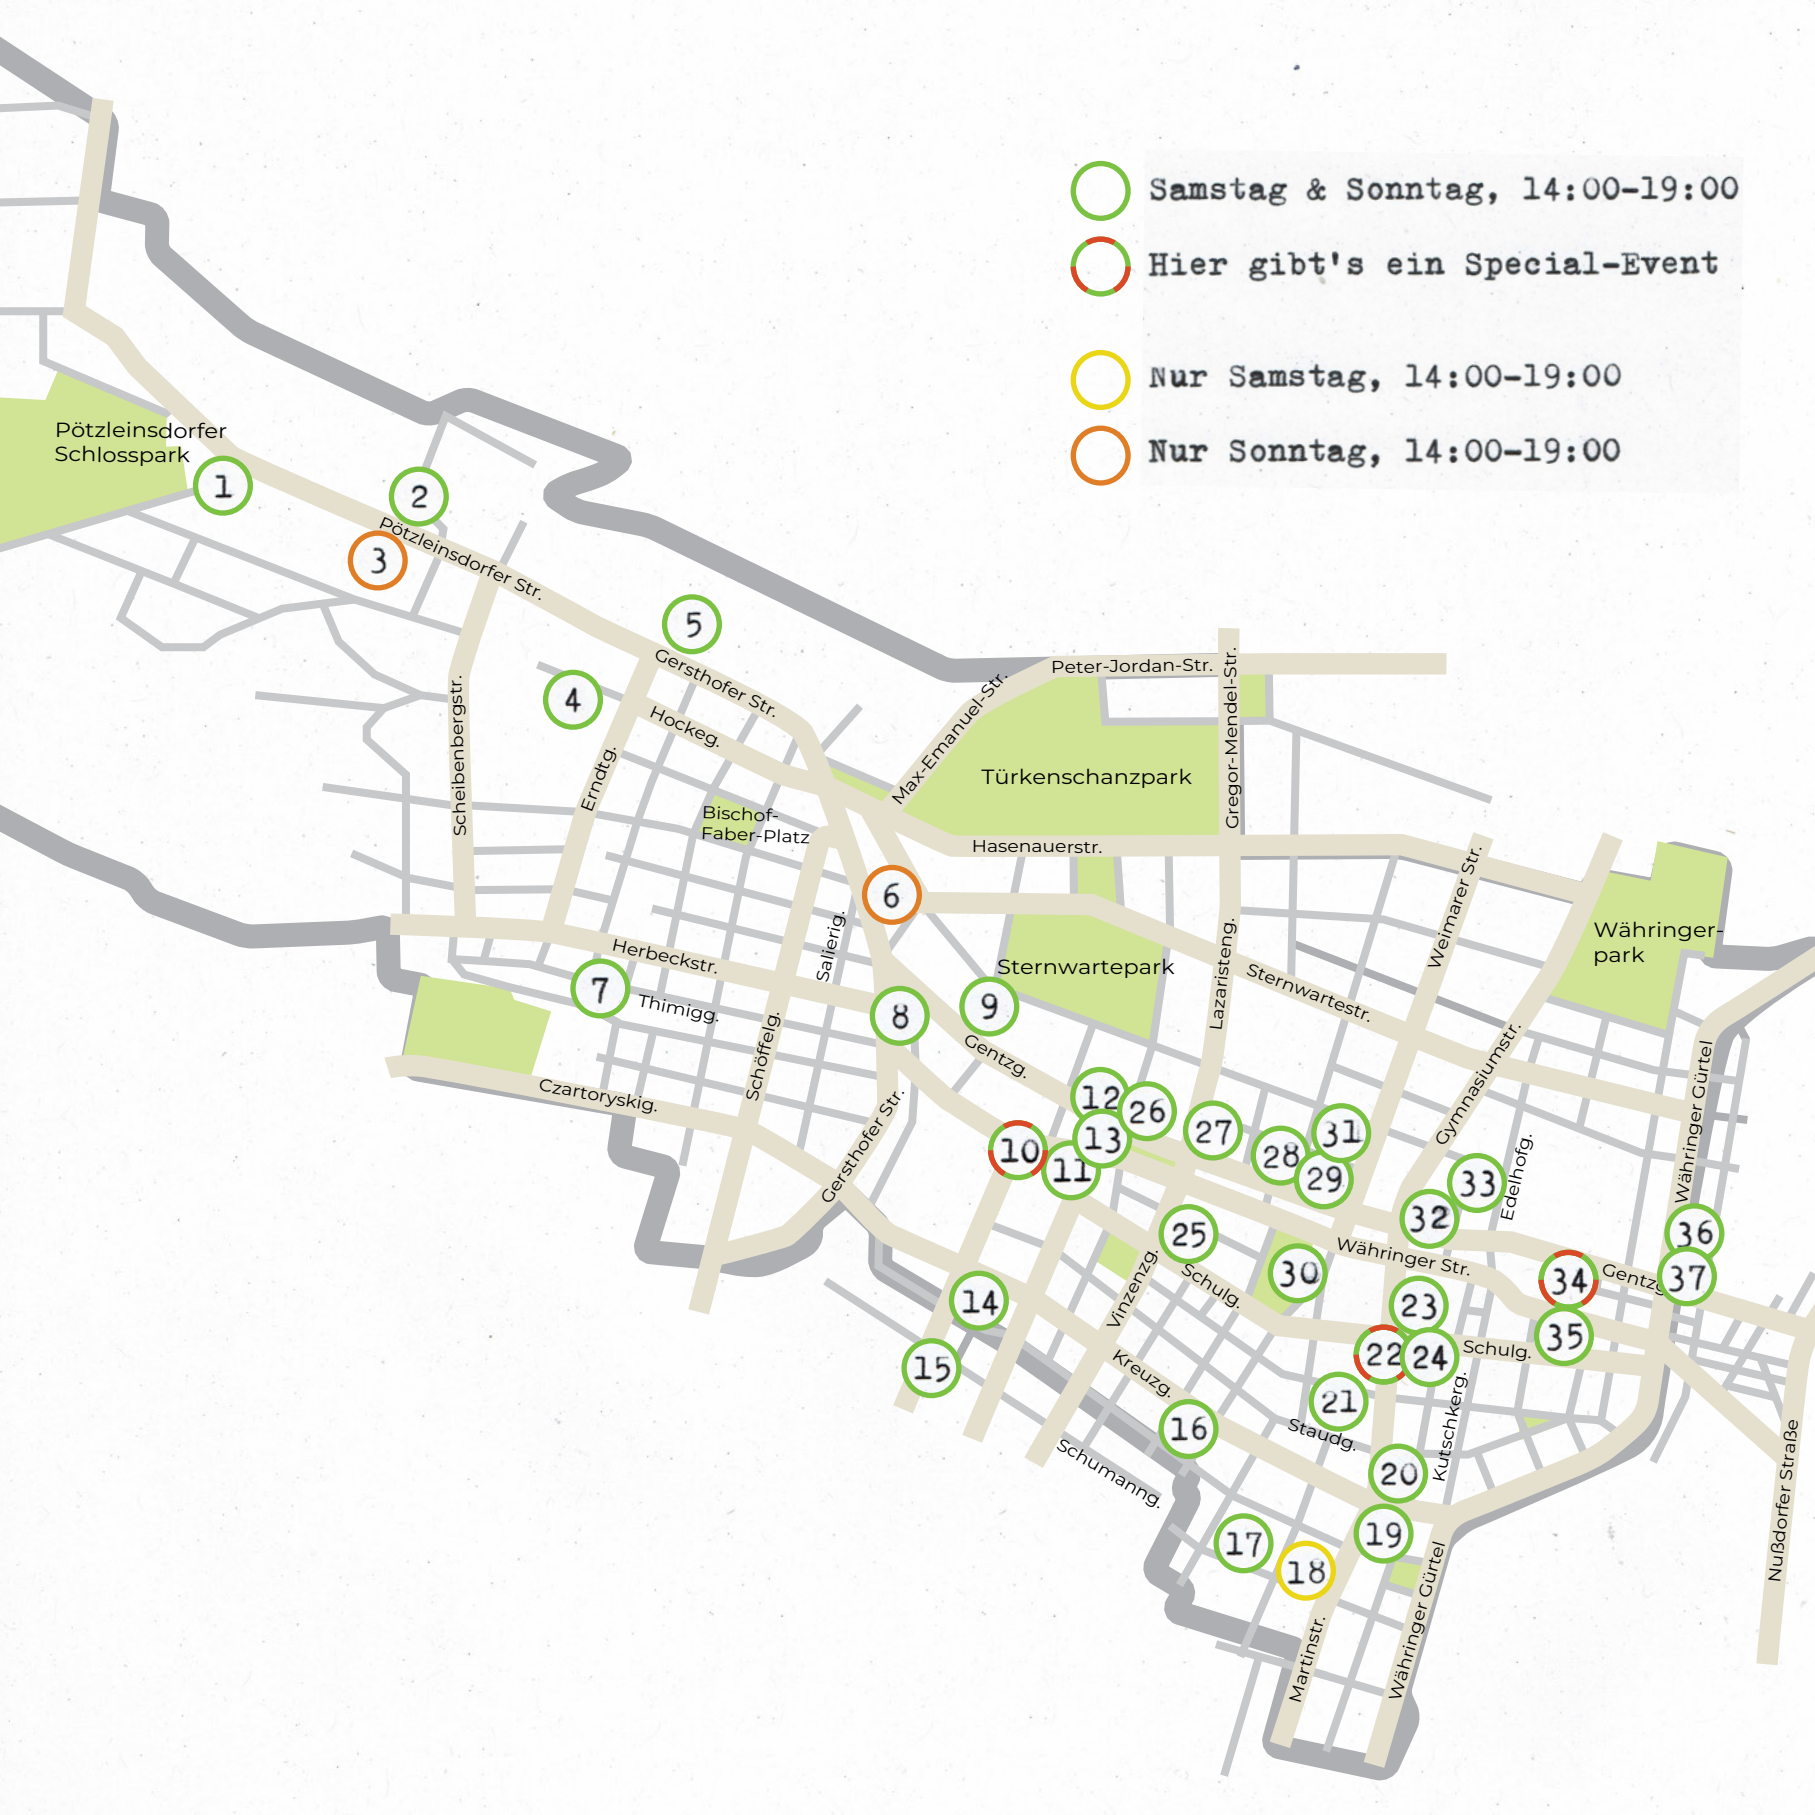 Samstag & Sonntag, 14:00-19:00
Hier gibt's ein Special-Event
Nur Samstag, 14:00-19:00
Nur Sonntag, 14:00-19:00
Pötzleinsdorfer
Schlosspark
1
2
3
Pötzleinsdorfer Str.
5
4
Gersthofer Str.
Hockeg.
Scheibenbergstr.
Erndtg.
Bischof-
Faber-Platz
Max-Emanuel-Str.
Peter-Jordan-Str.
Gregor-Mendel-Str.
Türkenschanzpark
Hasenauerstr.
6
Salierig.
Herbeckstr.
7
Thimigg.
8
9
Sternwartepark
Lazaristeng.
Sternwartestr.
Weimarer Str.
Währinger-
park
Gentzg.
Schöffelg.
Czartoryskig.
Gersthofer Str.
Gymnasiumstr.
Währinger Gürtel
Edelhofg.
12
26
13
10
11
27
28
31
29
33
32
25
30
Währinger Str.
Vinzenzg.
Schulg.
14
15
23
22
24
Schulg.
34
Gentzg.
35
36
37
Kreuzg.
16
21
Staudg.
Kutschkerg.
20
Schumanng.
17
18
19
Martinstr.
Währinger Gürtel
Nußdorfer Straße